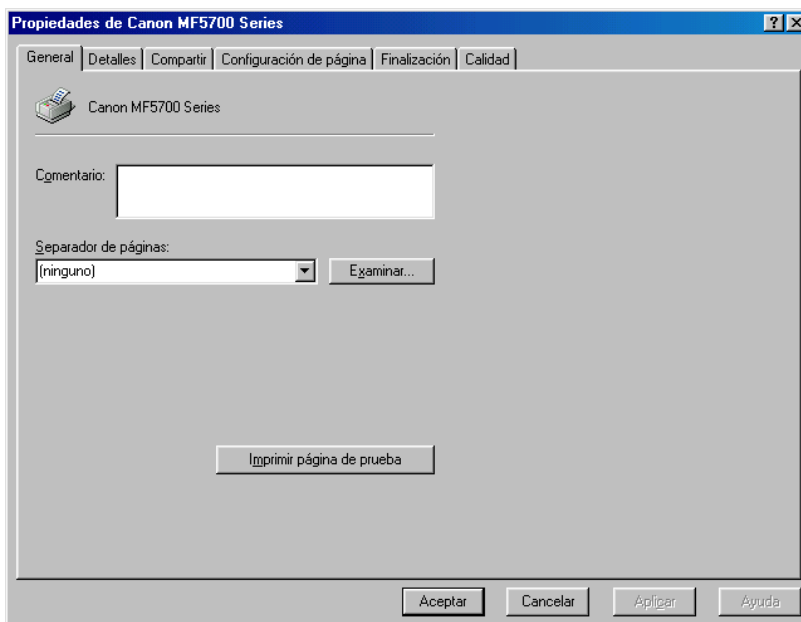 Propiedades de Canon MF5700 Series
General Detalles Compartir Configuración de página Finalización Calidad
Canon MF5700 Series
Comentario:
Separador de páginas:
(ninguno) Examinar...
Imprimir página de prueba
Aceptar Cancelar Aplicar Ayuda